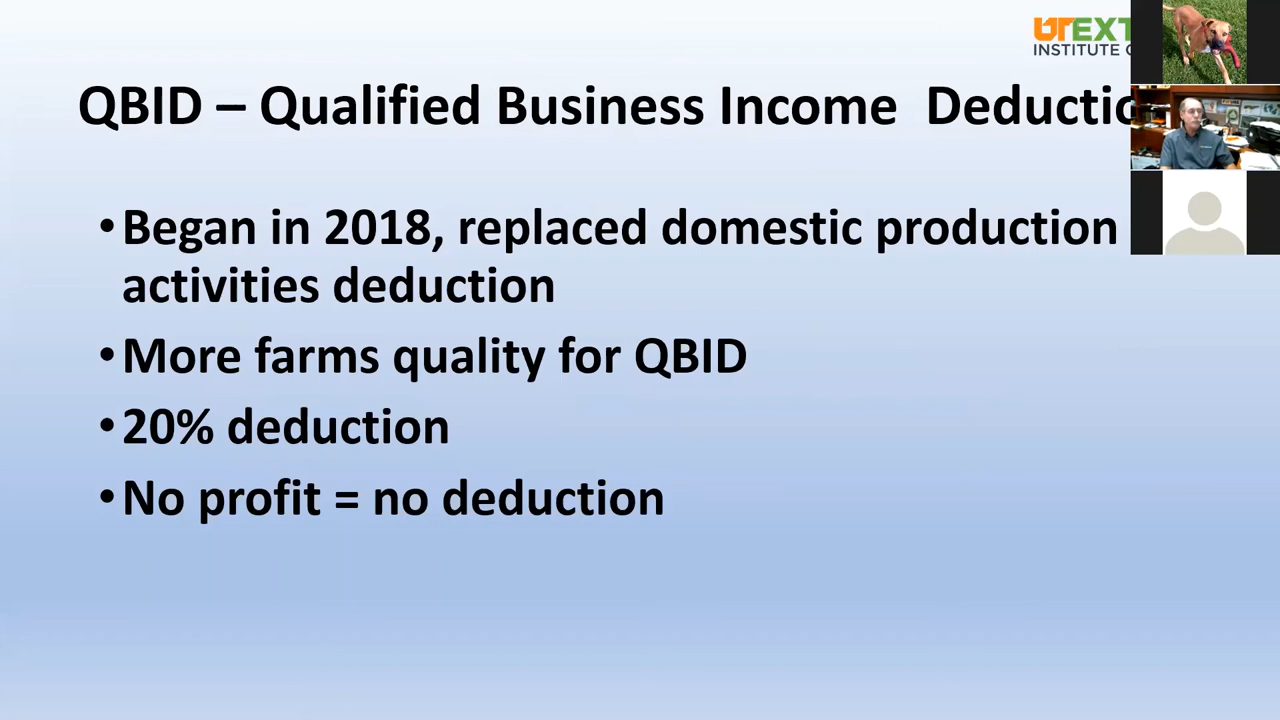 UTEXT
INSTITUTE
QBID – Qualified Business Income Deductio
•Began in 2018, replaced domestic production
activities deduction
•More farms quality for QBID
•20% deduction
•No profit = no deduction